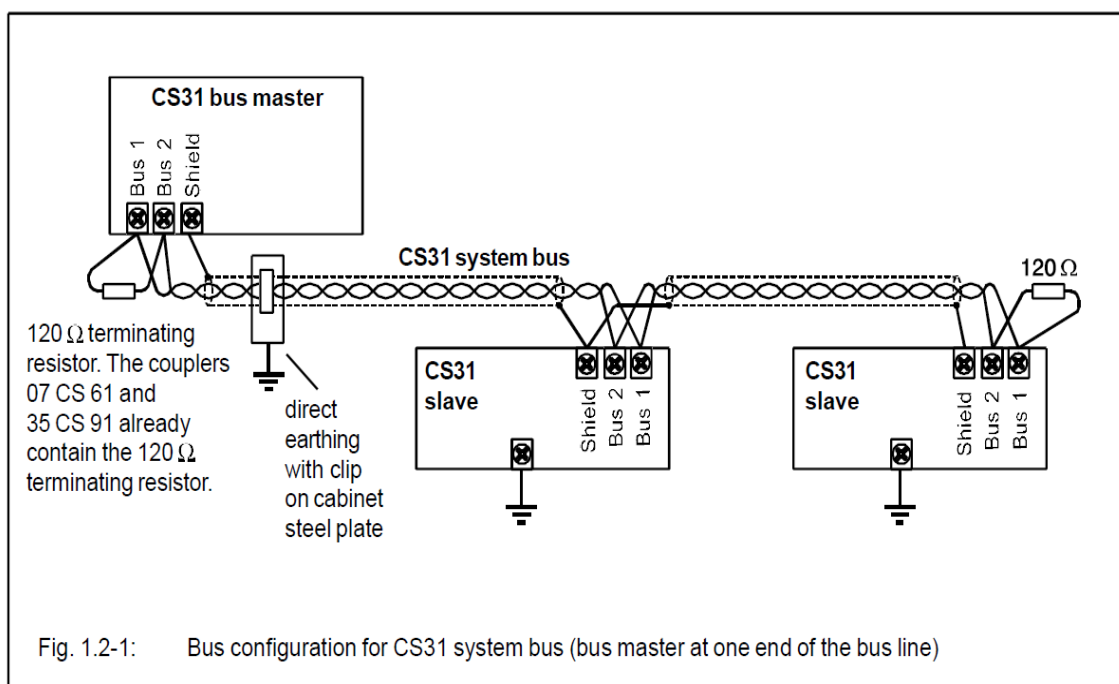 CS31 bus master
Bus 1
Bus 2
Shield
CS31 system bus
120 Ω
120 Ω terminating
resistor. The couplers
07 CS 61 and
35 CS 91 already
contain the 120 Ω
terminating resistor.
direct
earthing
with clip
on cabinet
steel plate
CS31
slave
Shield
Bus 2
Bus 1
CS31
slave
Shield
Bus 2
Bus 1
Fig. 1.2-1: Bus configuration for CS31 system bus (bus master at one end of the bus line)